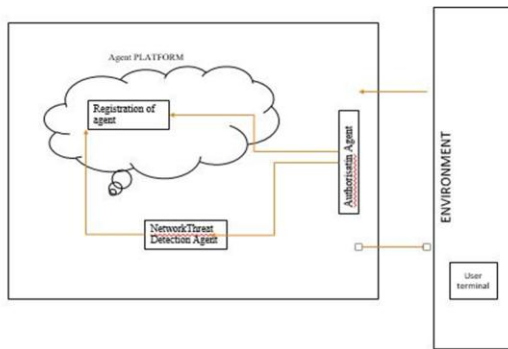 Agent PLATFORM
Registration of
agent
Authorisatin Agent
NetworkThreat
Detection Agent
ENVIRONMENT
User
terminal